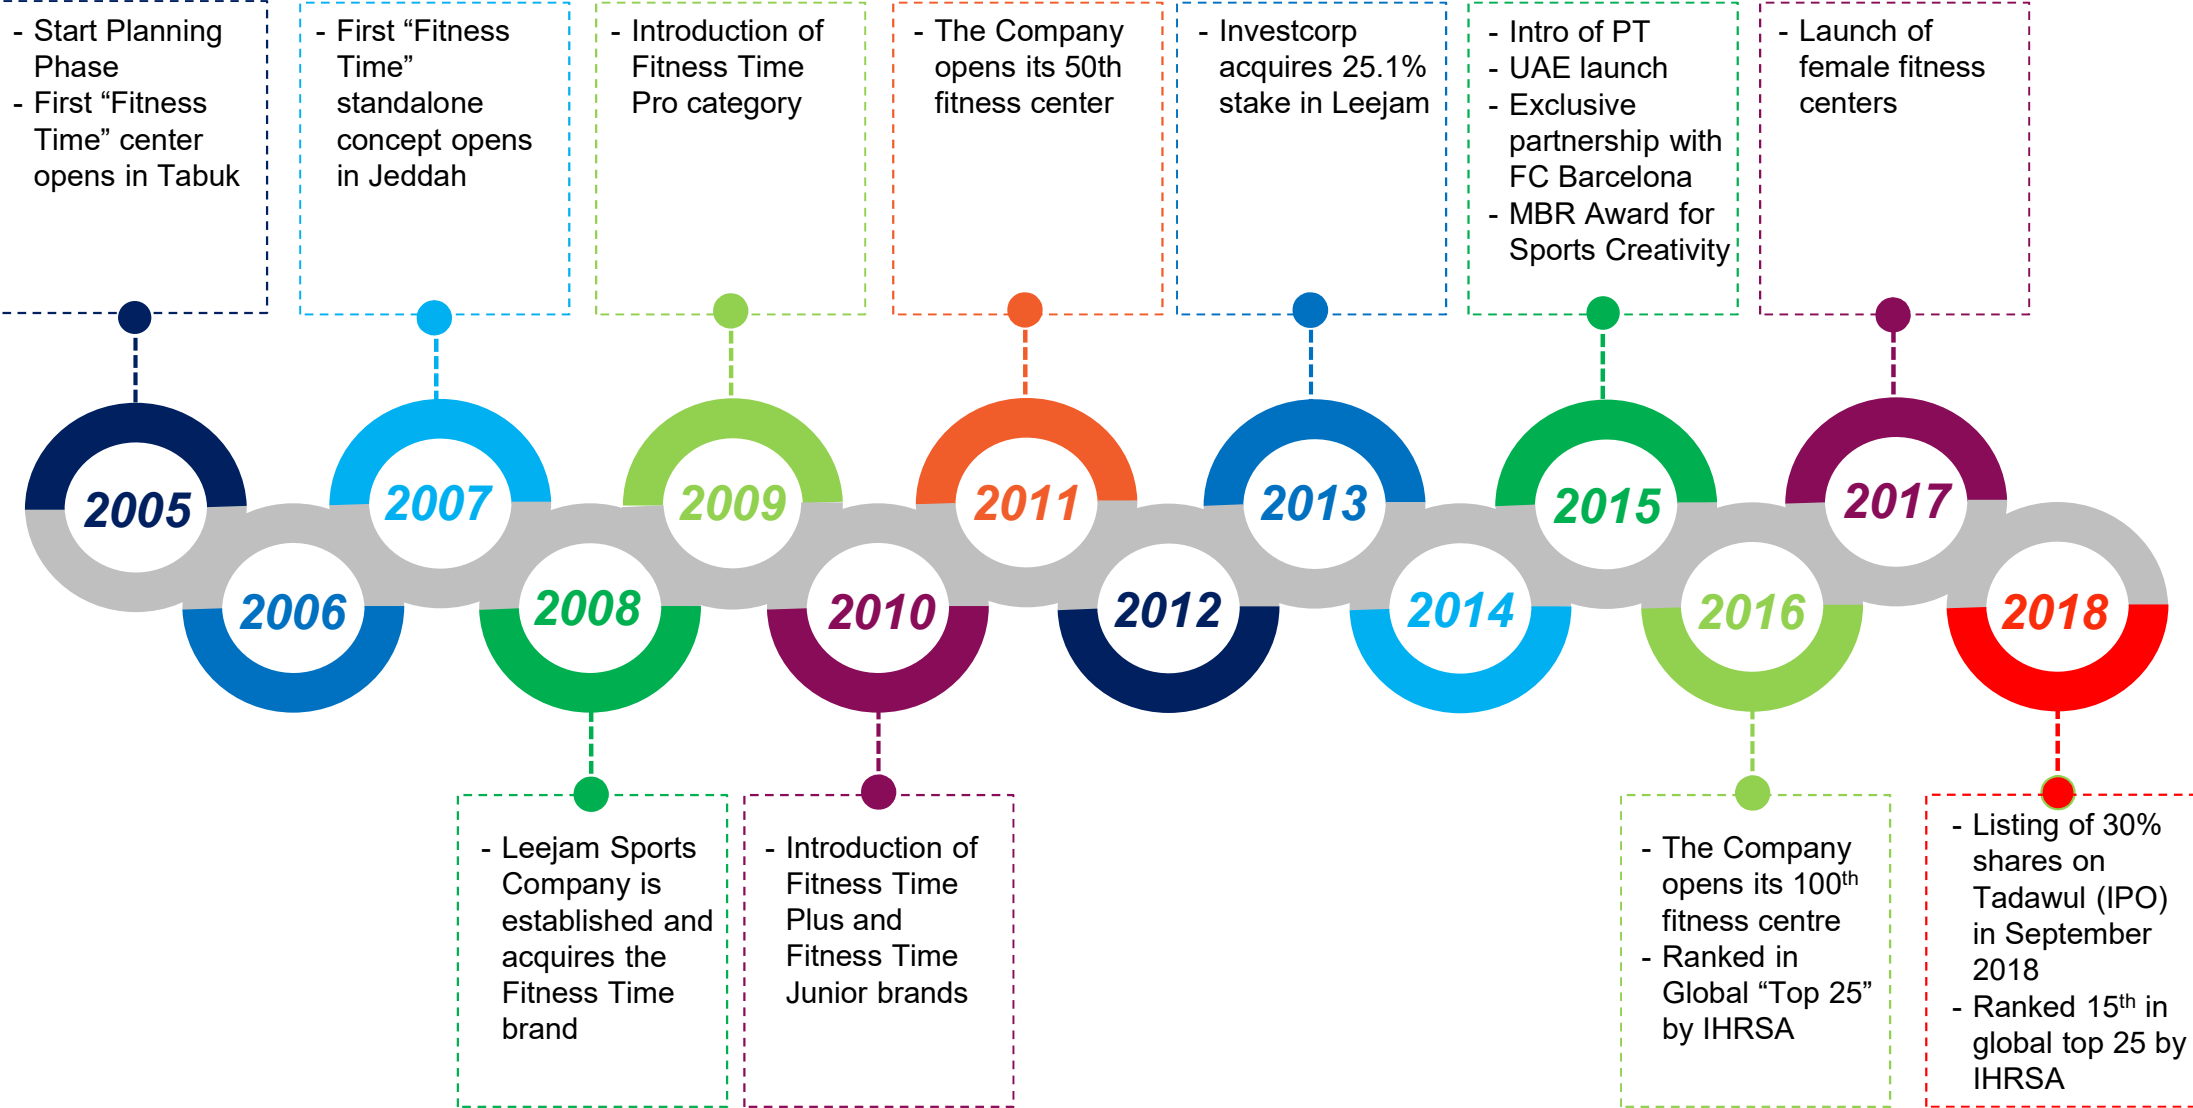 - Start Planning
Phase
- First “Fitness
Time” center
opens in Tabuk
- First “Fitness
Time”
standalone
concept opens
in Jeddah
- Introduction of
Fitness Time
Pro category
- The Company
opens its 50th
fitness center
- Investcorp
acquires 25.1%
stake in Leejam
- Intro of PT
- UAE launch
- Exclusive
partnership with
FC Barcelona
- MBR Award for
Sports Creativity
- Launch of
female fitness
centers
2005
2006
2007
2008
2009
2010
2011
2012
2013
2014
2015
2016
2017
2018
- Leejam Sports
Company is
established and
acquires the
Fitness Time
brand
- Introduction of
Fitness Time
Plus and
Fitness Time
Junior brands
- The Company
opens its 100th
fitness centre
- Ranked in
Global “Top 25”
by IHRSA
- Listing of 30%
shares on
Tadawul (IPO)
in September
2018
- Ranked 15th in
global top 25 by
IHRSA